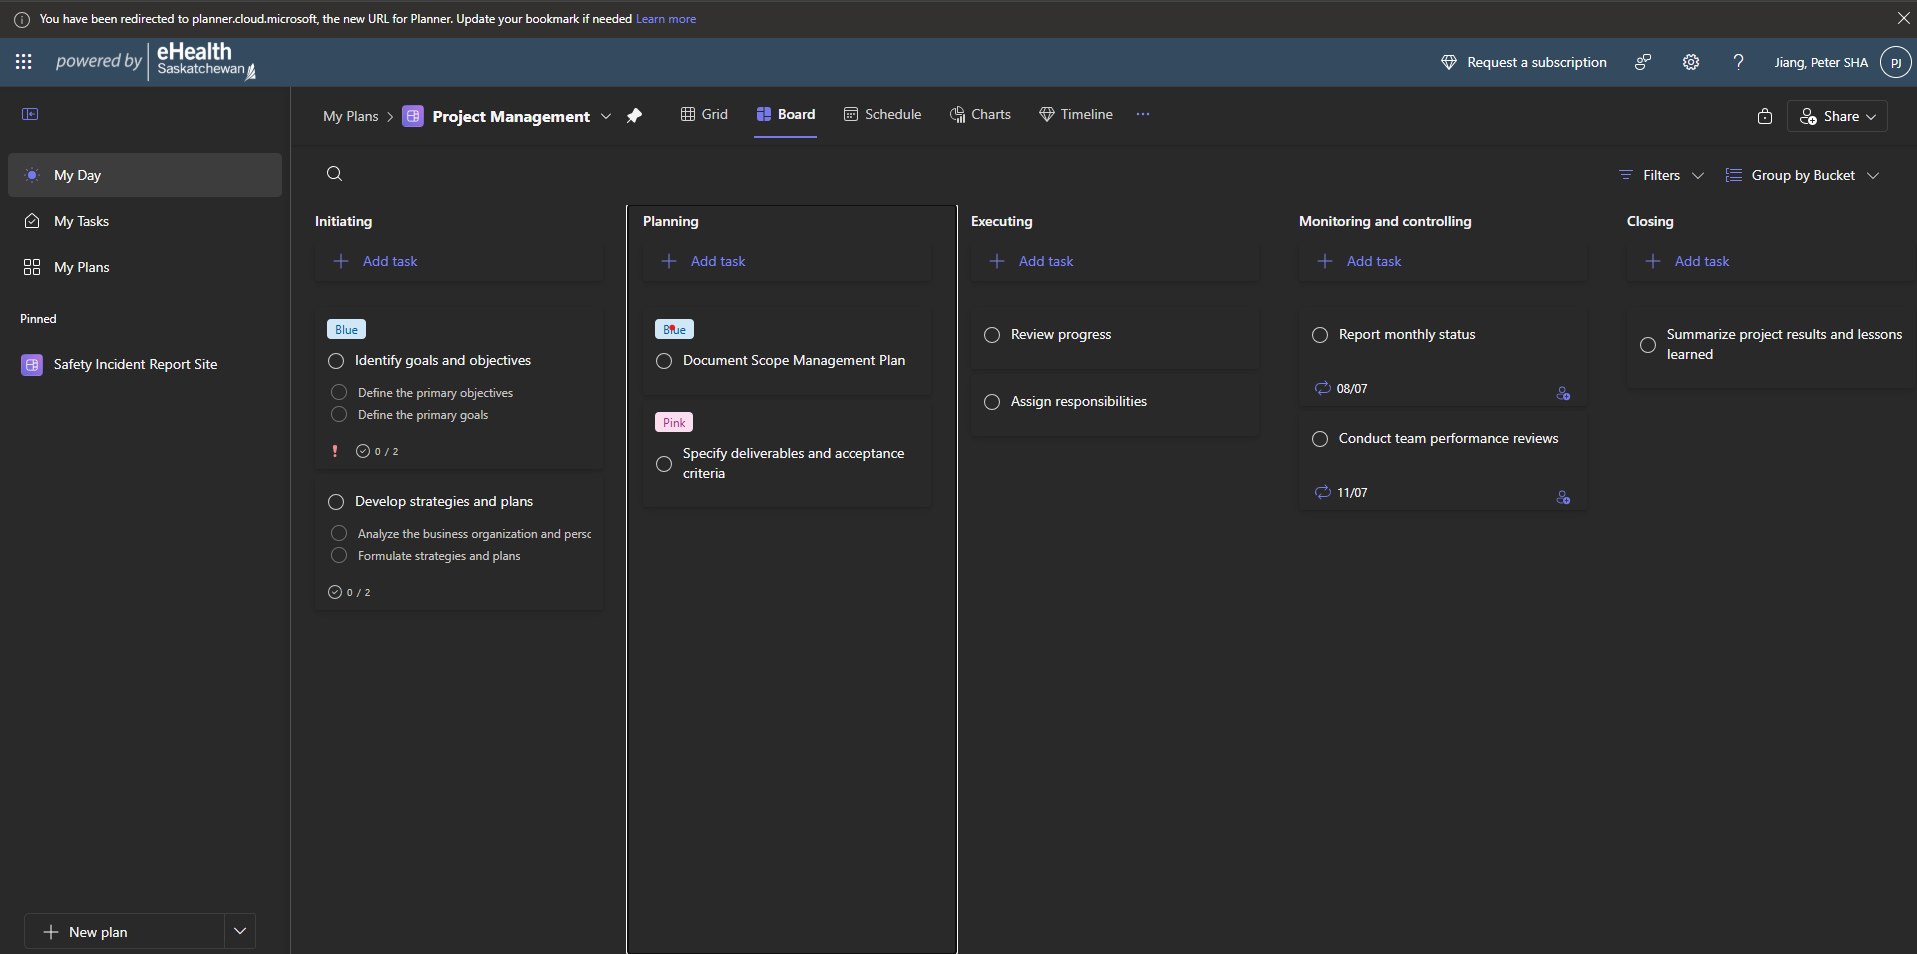 You have been redirected to planner.cloud.microsoft, the new URL for Planner. Update your bookmark if needed Learn more
powered by
eHealth
Saskatchewan
Request a subscription
Jiang, Peter SHA
PJ
My Plans
Project Management
Grid
Board
Schedule
Charts
Timeline
Share
My Day
My Tasks
My Plans
Pinned
Safety Incident Report Site
New plan
Filters
Group by Bucket
Initiating
Add task
Blue
Identify goals and objectives
Define the primary objectives
Define the primary goals
0 / 2
Develop strategies and plans
Analyze the business organization and persc
Formulate strategies and plans
0 / 2
Planning
Add task
Blue
Document Scope Management Plan
Pink
Specify deliverables and acceptance
criteria
Executing
Add task
Review progress
Assign responsibilities
Monitoring and controlling
Add task
Report monthly status
08/07
Conduct team performance reviews
11/07
Closing
Add task
Summarize project results and lessons
learned